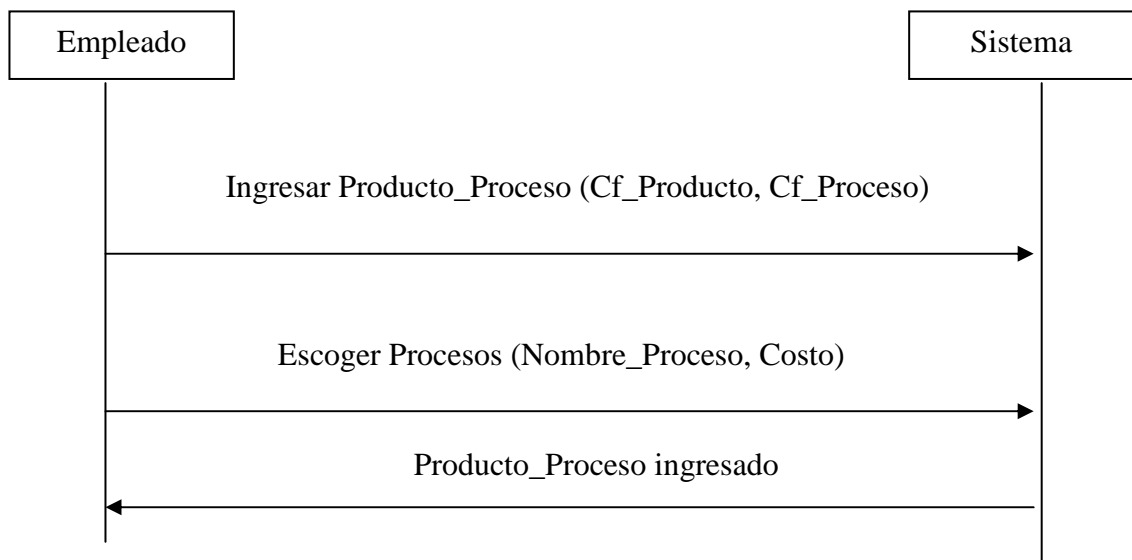 Empleado
Sistema
Ingresar Producto_Proceso (Cf_Producto, Cf_Proceso)
Escoger Procesos (Nombre_Proceso, Costo)
Producto_Proceso ingresado